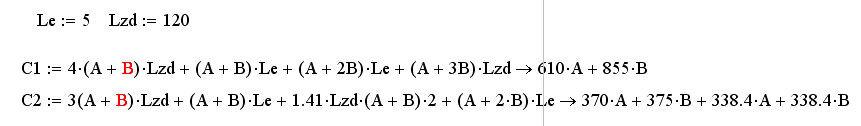 Le := 5 Lzd := 120
C1 := 4·(A + B)·Lzd + (A + B)·Le + (A + 2B)·Le + (A + 3B)·Lzd → 610·A + 855·B
C2 := 3(A + B)·Lzd + (A + B)·Le + 1.41·Lzd·(A + B)·2 + (A + 2·B)·Le → 370·A + 375·B + 338.4·A + 338.4·B